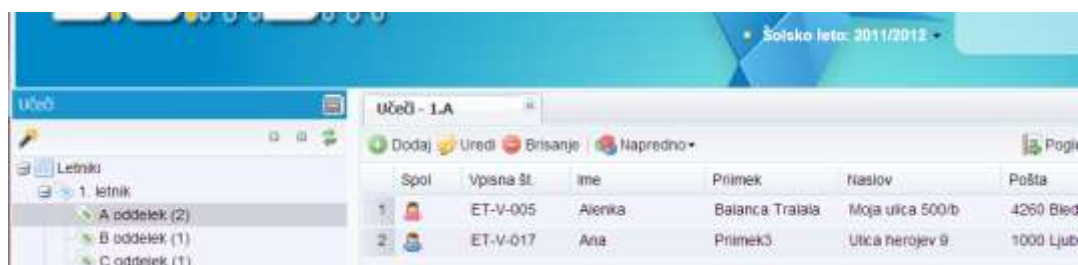 Šolsko leto: 2011/2012
Učeči
Učeči - 1.A
Dodaj Uredi Brisanje Napredno
Letniki
1. letnik
A oddelek (2)
B oddelek (1)
C oddelek (1)
Spol Vpisna št. Ime Priimek Naslov Pošta
1 ET-V-005 Alenka Balanca Tralala Moja ulica 500/b 4260 Bled
2 ET-V-017 Ana Priimek3 Ulica herojev 9 1000